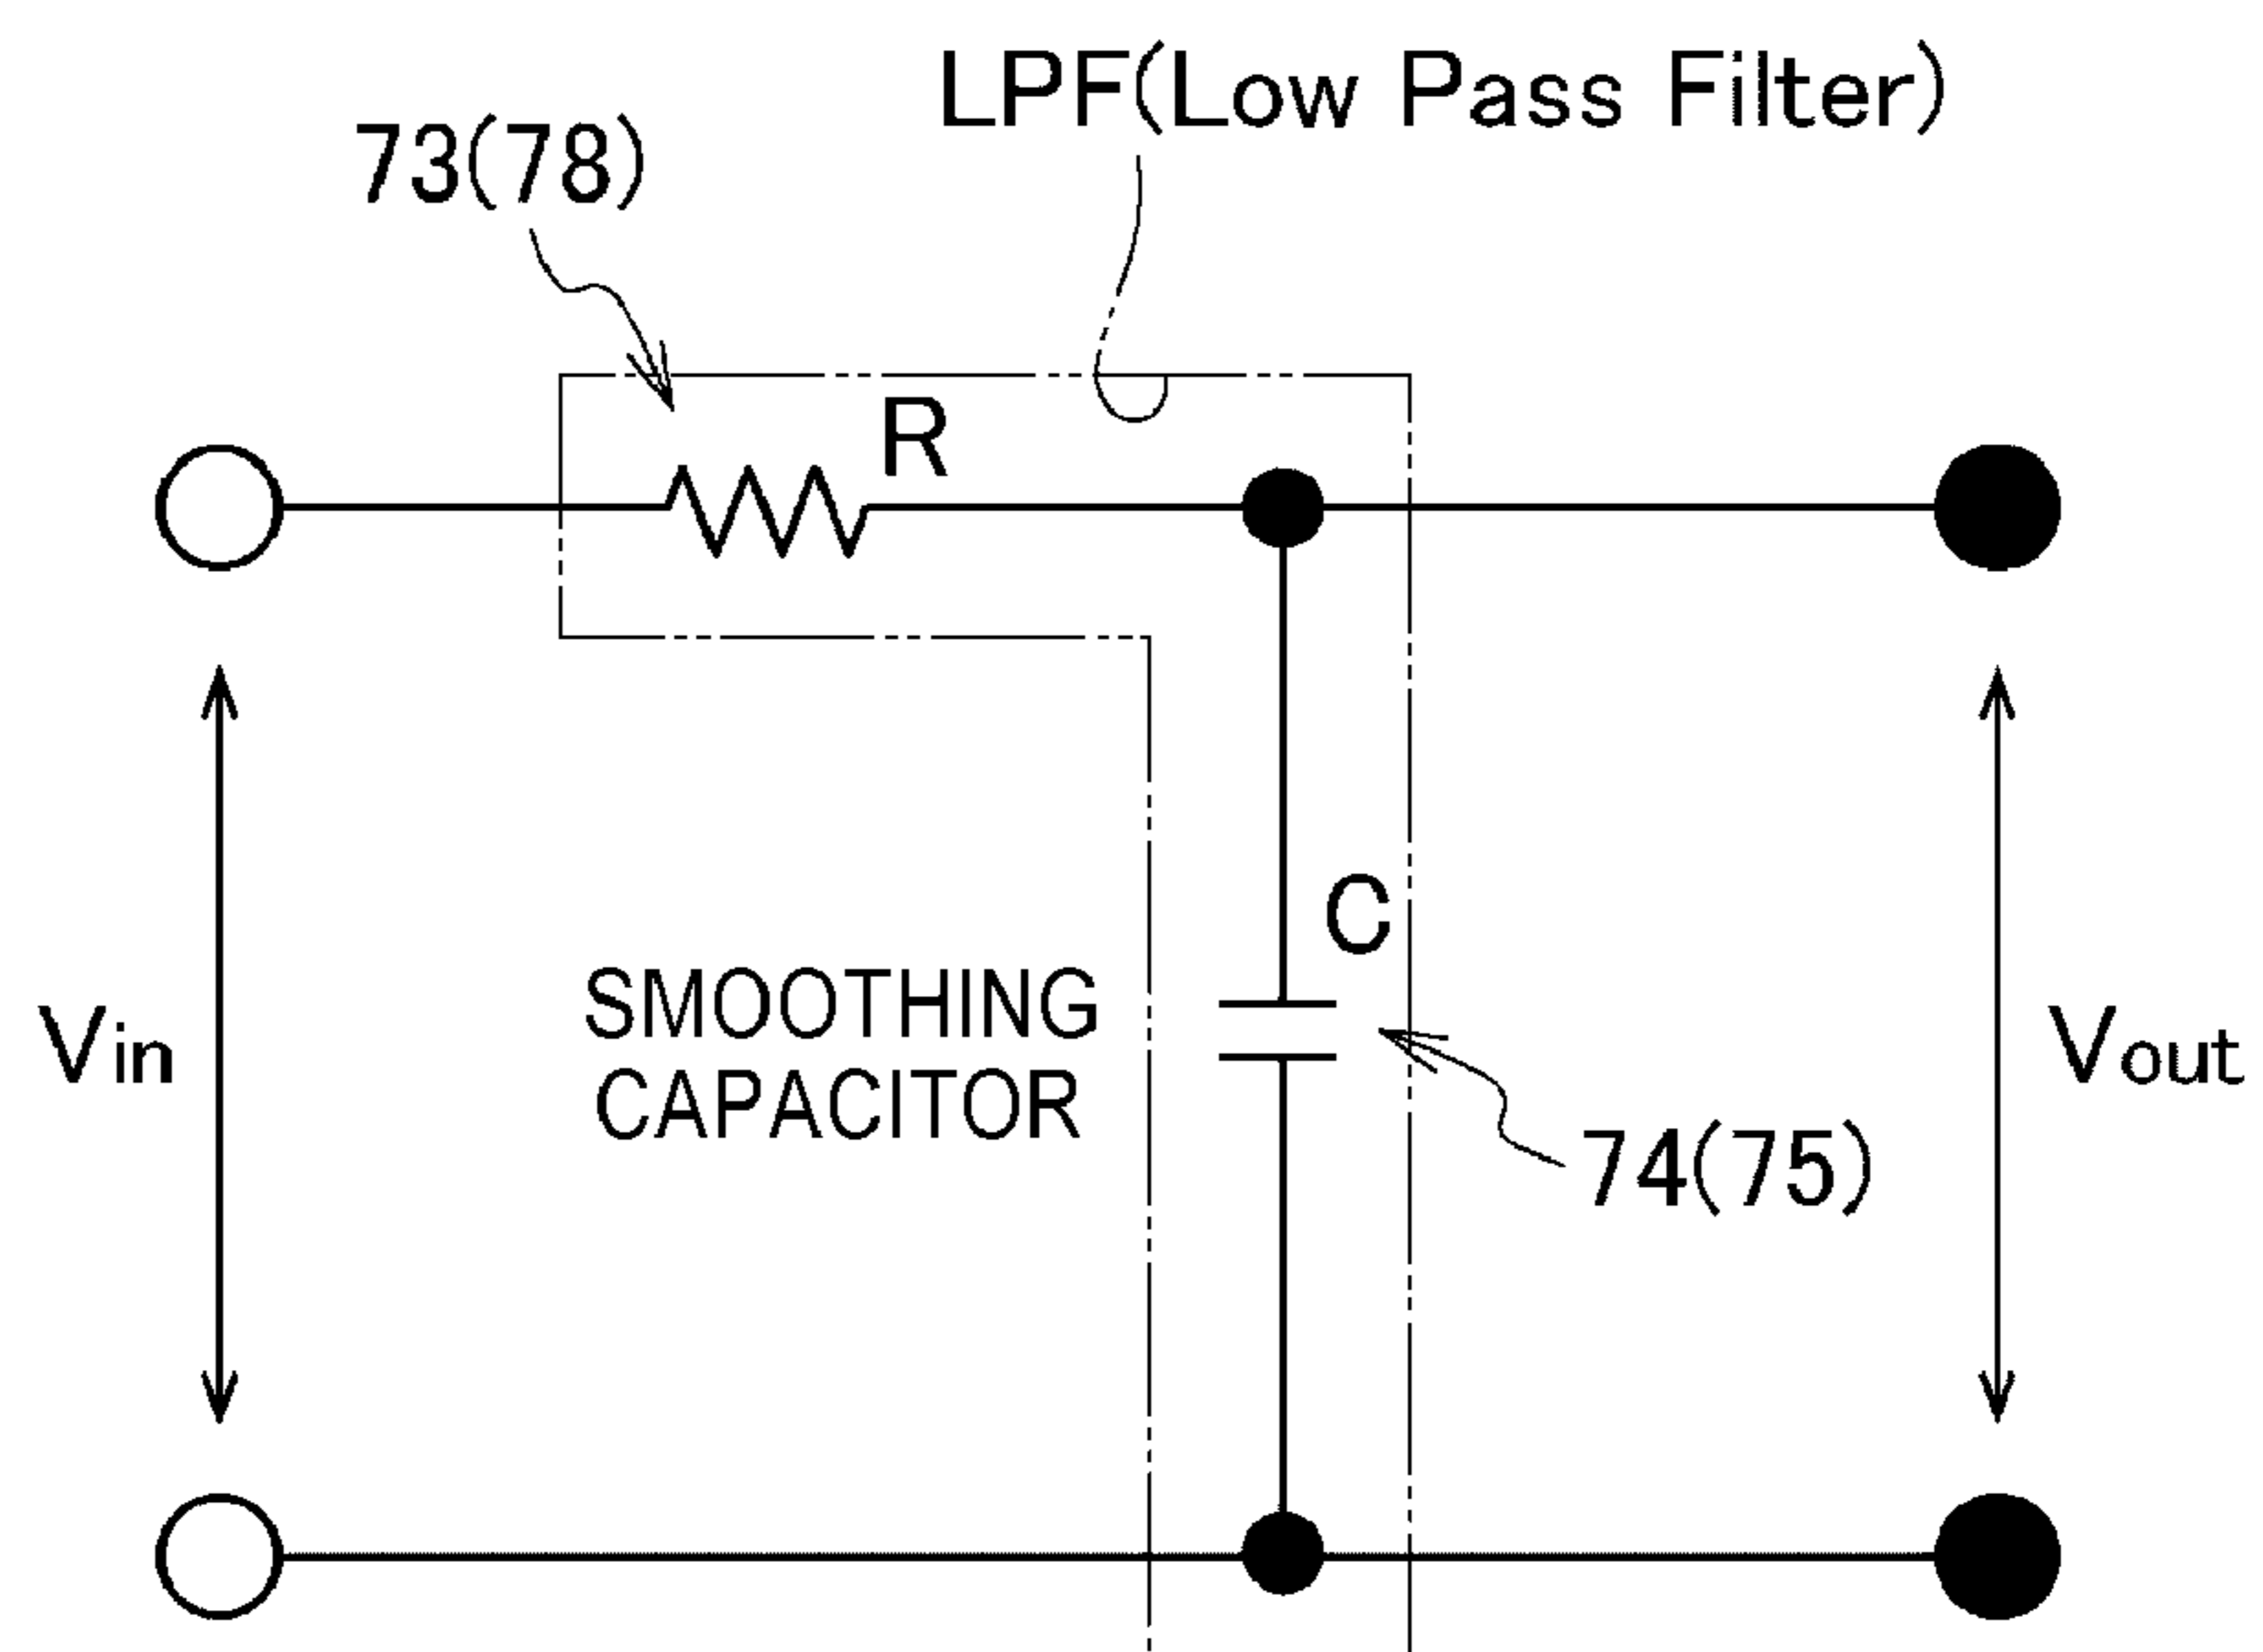 LPF(Low Pass Filter)
73(78)
R
C
SMOOTHING
CAPACITOR
Vin
Vout
74(75)